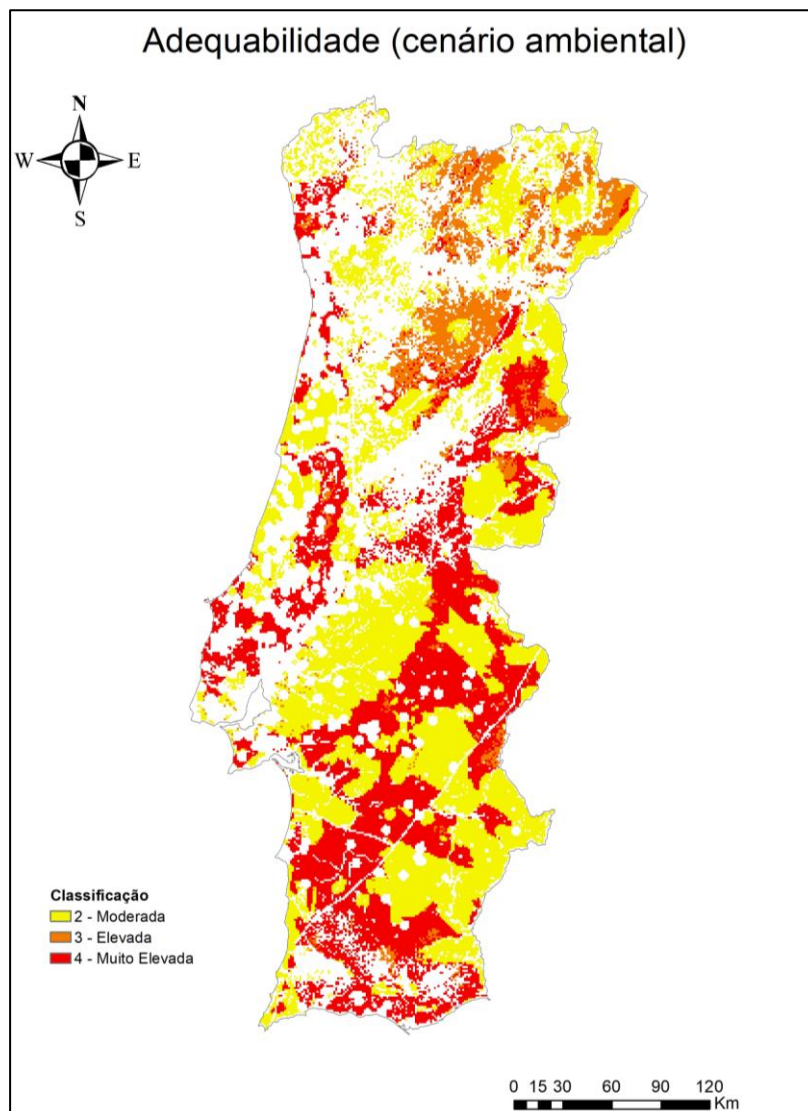 Adequabilidade (cenário ambiental)
N
W E
S
Classificação
2 - Moderada
3 - Elevada
4 - Muito Elevada
0 15 30 60 90 120
Km